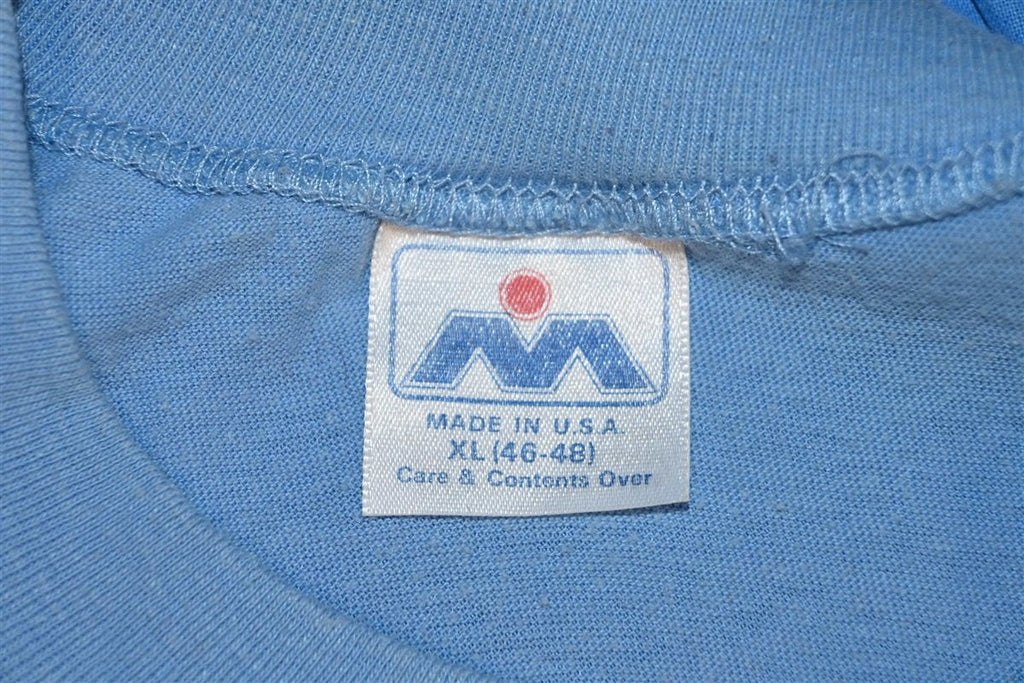 MADE IN U.S.A.
XL (46-48)
Care & Contents Over